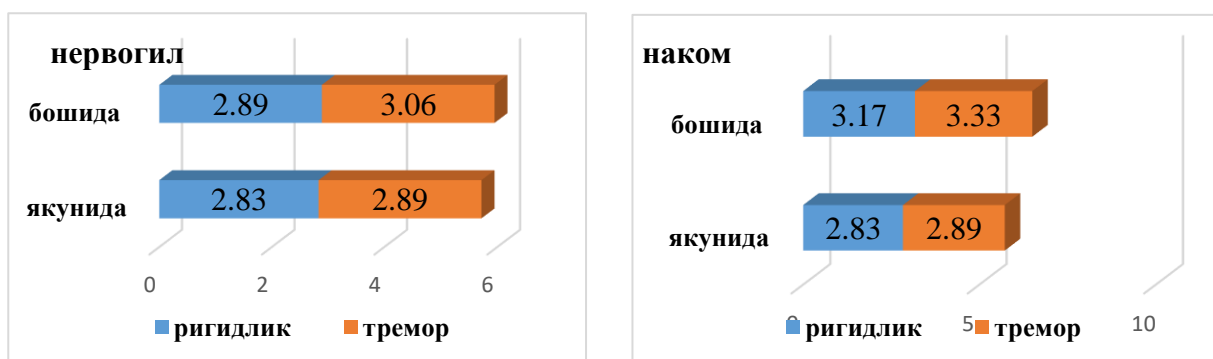 нервогил
бошида
2.89 3.06
якунида
2.83 2.89
0 2 4 6
ригидлик тремор
наком
бошида
3.17 3.33
якунида
2.83 2.89
0 5 10
ригидлик тремор